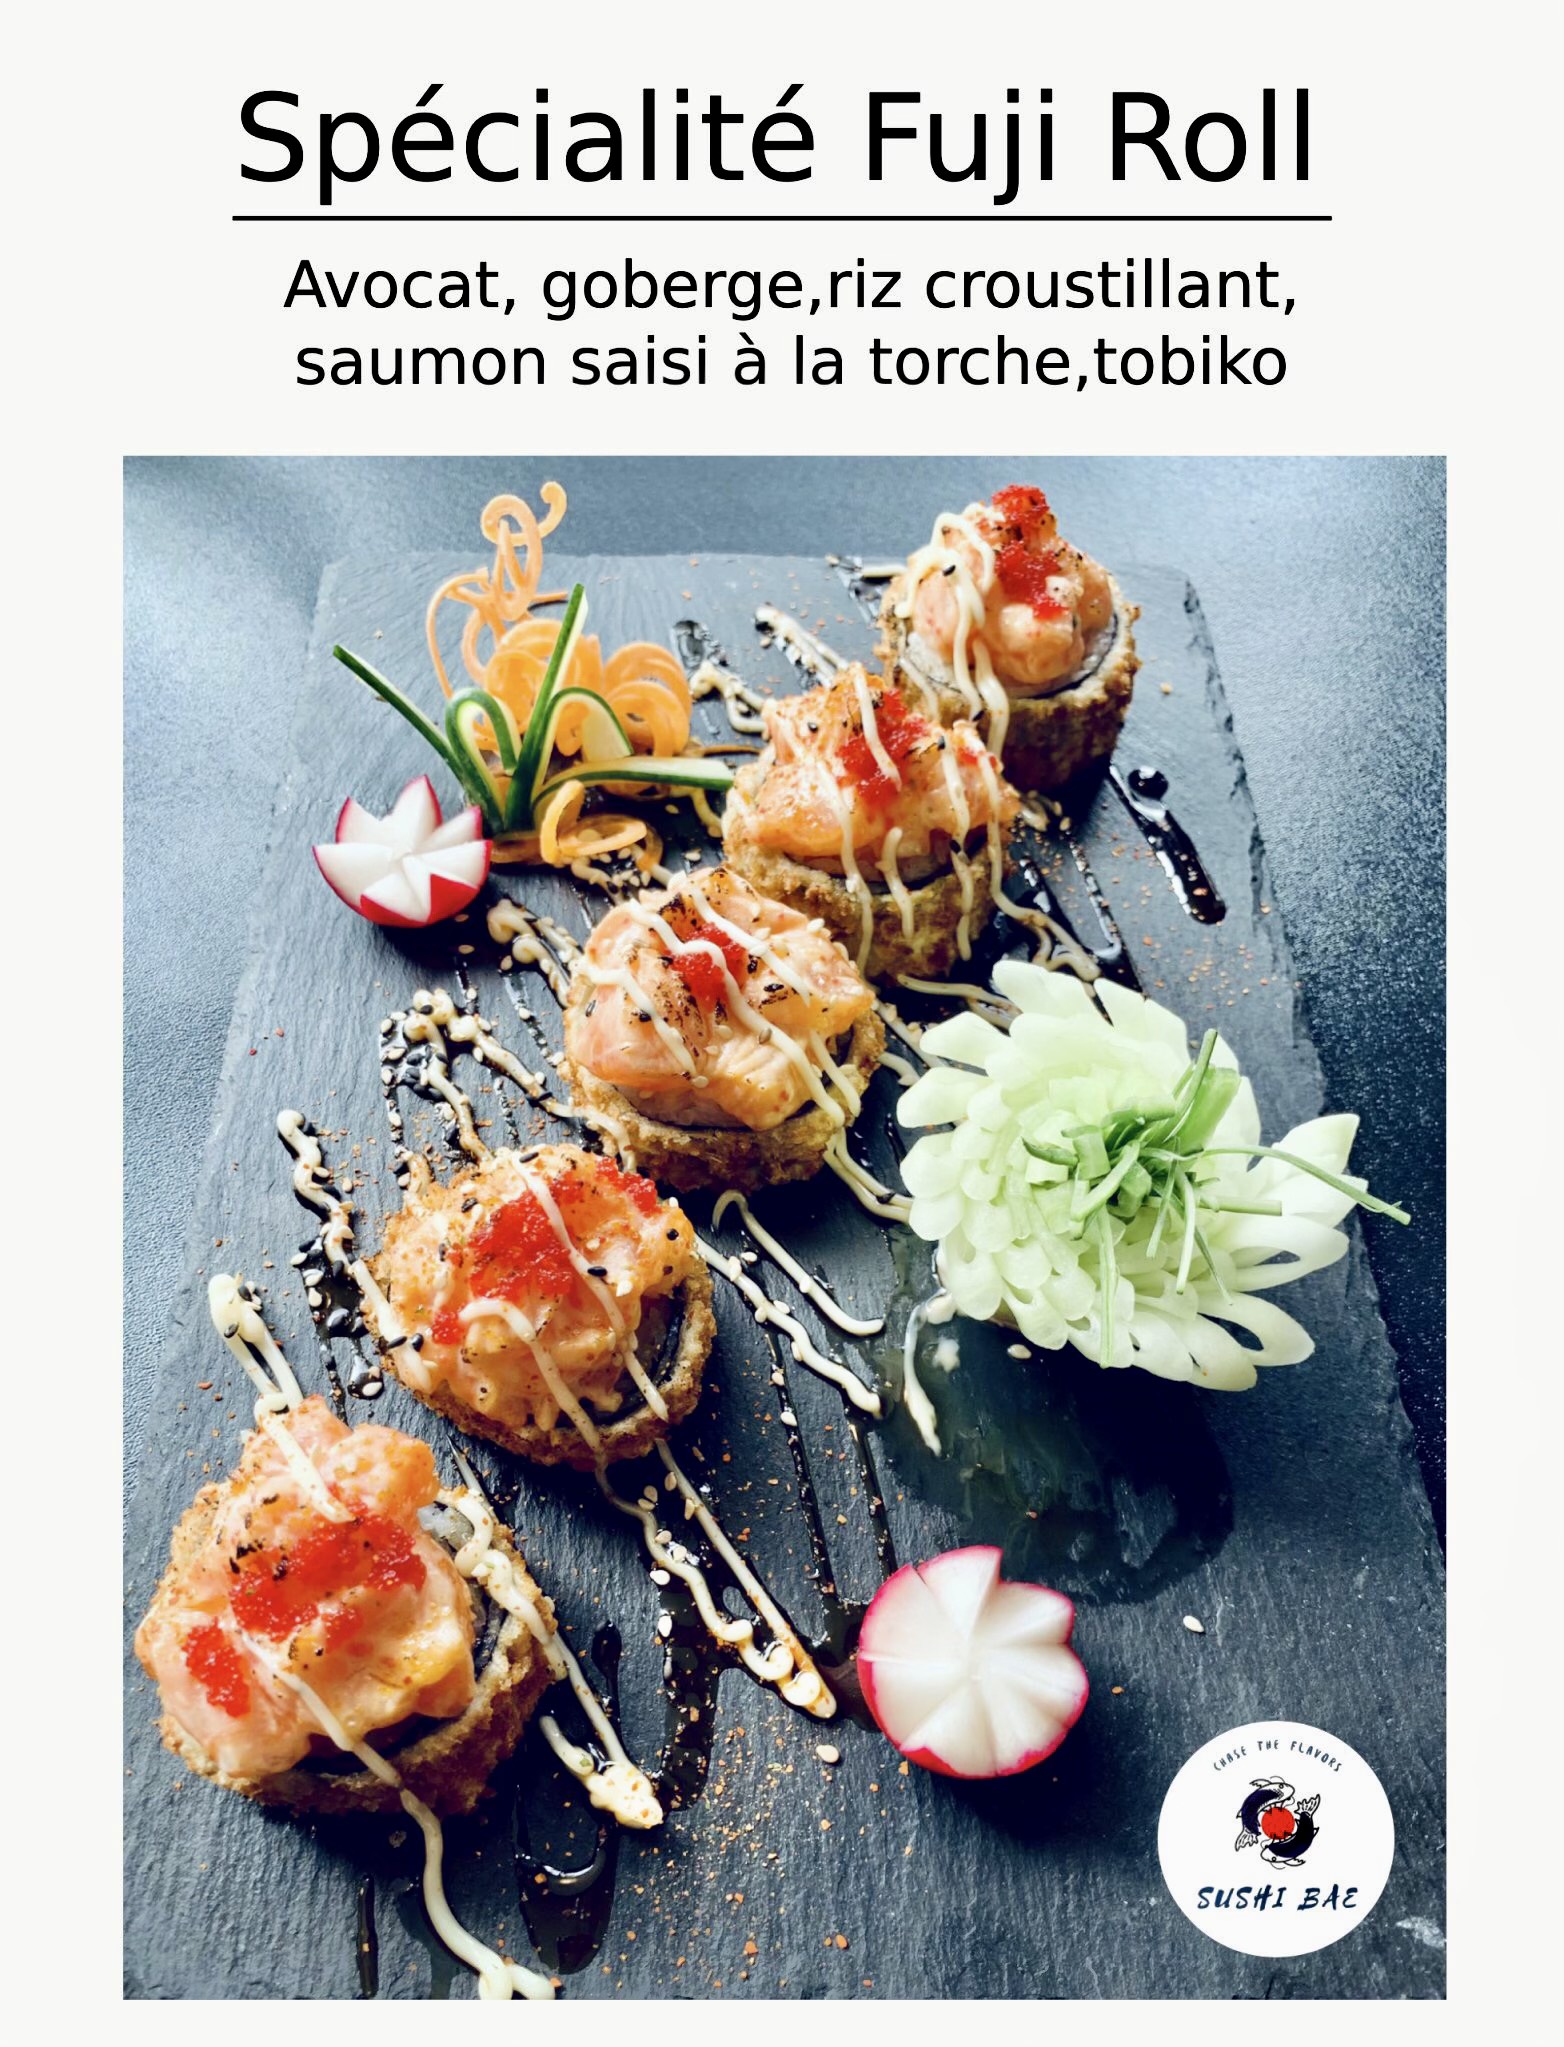 Spécialité Fuji Roll
Avocat, goberge,riz croustillant,
saumon saisi à la torche,tobiko
CHASE THE FLAVORS
SUSHI BAE